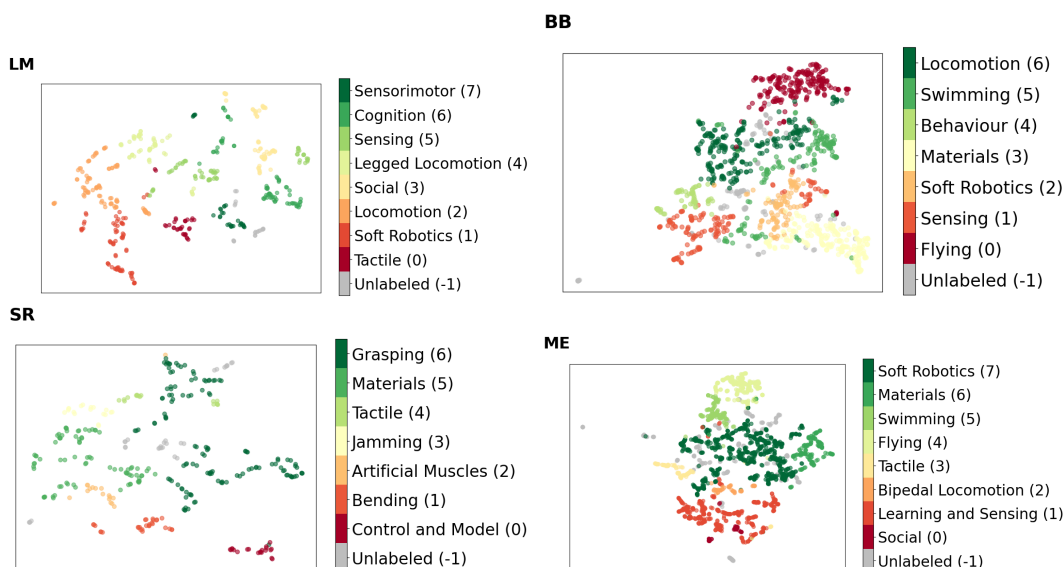 LM
Sensorimotor (7)
Cognition (6)
Sensing (5)
Legged Locomotion (4)
Social (3)
Locomotion (2)
Soft Robotics (1)
Tactile (0)
Unlabeled (-1)
BB
Locomotion (6)
Swimming (5)
Behaviour (4)
Materials (3)
Soft Robotics (2)
Sensing (1)
Flying (0)
Unlabeled (-1)
SR
Grasping (6)
Materials (5)
Tactile (4)
Jamming (3)
Artificial Muscles (2)
Bending (1)
Control and Model (0)
Unlabeled (-1)
ME
Soft Robotics (7)
Materials (6)
Swimming (5)
Flying (4)
Tactile (3)
Bipedal Locomotion (2)
Learning and Sensing (1)
Social (0)
Unlabeled (-1)